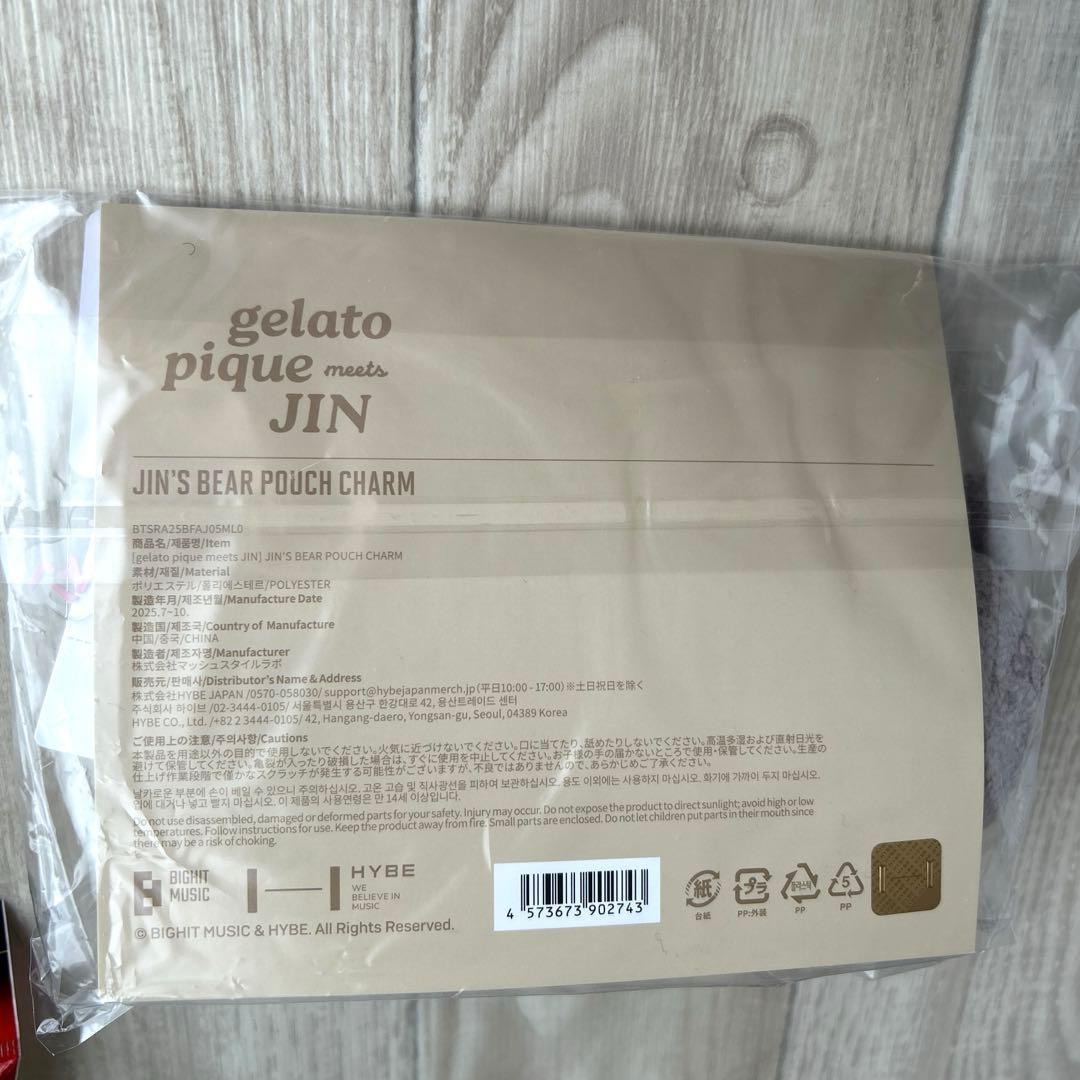 gelato
pique meets
JIN
JIN'S BEAR POUCH CHARM
BTSRA25BFAJ05ML0
商品名/제품명/Item
[gelato pique meets JIN] JIN'S BEAR POUCH CHARM
素材/재질/Material
ポリエステル/폴리에스테르/POLYESTER
製造年月/제조년월/Manufacture Date
2025.7~10.
製造国/제조국/Country of Manufacture
中国/중국/CHINA
製造者/제조자명/Manufacturer
株式会社マッシュスタイルラボ
販売元/판매사/Distributor's Name & Address
株式会社HYBE JAPAN /0570-058030/ support@hybejapanmerch.jp (平日10:00 - 17:00) ※土日祝日を除く
주식회사 하이브 /02-3444-0105/ 서울특별시 용산구 한강대로 42, 용산트레이드 센터
HYBE CO., Ltd. /+82 2 3444-0105/ 42, Hangang-daero, Yongsan-gu, Seoul, 04389 Korea
ご使用上の注意/주의사항/Cautions
本製品を用途以外の目的で使用しないでください。火気に近づけないでください。口に当てたり、舐めたりしないでください。高温多湿および直射日光を
避けて保管してください。亀裂が入ったり破損した場合は、すぐに使用を中止してください。お子様の手の届かないところで使用・保管してください。生産の
仕上げ作業段階で僅かなスクラッチが発生する可能性がございますが、不良ではありませんので、あらかじめご了承ください。
날카로운 부분에 손이 베일 수 있으니 주의하십시오. 고온 고습 및 직사광선을 피하여 보관하십시오. 용도 이외에는 사용하지 마십시오. 화기에 가까이 두지 마십시오.
입에 대거나 넣고 빨지 마십시오. 이 제품의 사용연령은 만 14세 이상입니다.
Do not use disassembled, damaged or deformed parts for your safety. Injury may occur. Do not expose the product to direct sunlight; avoid high or low
temperatures. Follow instructions for use. Keep the product away from fire. Small parts are enclosed. Do not let children put parts in their mouth since
there may be a risk of choking.
BIGHIT
MUSIC
HYBE
WE
BELIEVE IN
MUSIC
© BIGHIT MUSIC & HYBE. All Rights Reserved.
4 573673 902743
紙
台紙
プラ
PP:外装
플라스틱
PP
5
PP